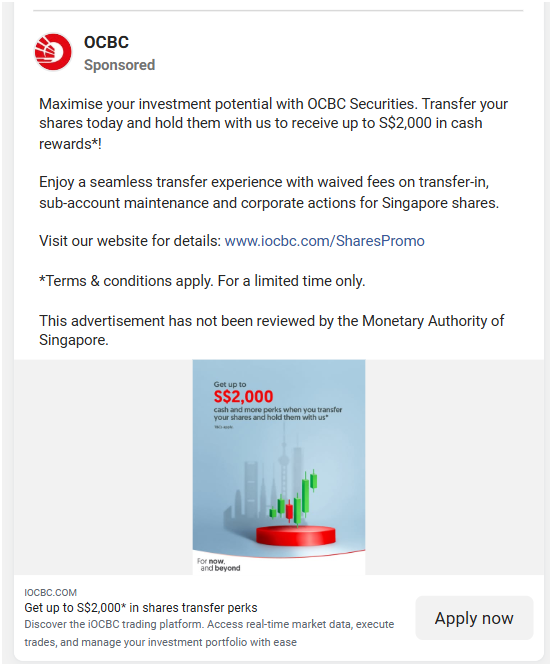 OCBC
Sponsored
Maximise your investment potential with OCBC Securities. Transfer your
shares today and hold them with us to receive up to S$2,000 in cash
rewards*!
Enjoy a seamless transfer experience with waived fees on transfer-in,
sub-account maintenance and corporate actions for Singapore shares.
Visit our website for details: www.iocbc.com/SharesPromo
*Terms & conditions apply. For a limited time only.
This advertisement has not been reviewed by the Monetary Authority of
Singapore.
Get up to
S$2,000
cash and more perks when you transfer
your shares and hold them with us*
For now,
and beyond
IOCBC.COM
Get up to S$2,000* in shares transfer perks
Discover the iOCBC trading platform. Access real-time market data, execute
trades, and manage your investment portfolio with ease
Apply now